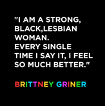 "I AM A STRONG,
BLACK,LESBIAN
WOMAN.
EVERY SINGLE
TIME I SAY IT, I FEEL
SO MUCH BETTER."
BRITTNEY GRINER